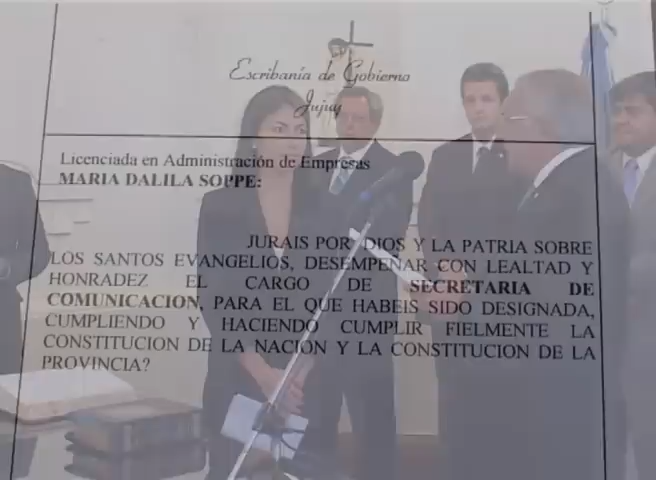 Escribanía de Gobierno
Jujuy
Licenciada en Administración de Empresas
MARIA DALILA SOPPE:
JURAIS POR DIOS Y LA PATRIA SOBRE
LOS SANTOS EVANGELIOS, DESEMPEÑAR CON LEALTAD Y
HONRADEZ EL CARGO DE SECRETARIA DE
COMUNICACION, PARA EL QUE HABEIS SIDO DESIGNADA,
CUMPLIENDO Y HACIENDO CUMPLIR FIELMENTE LA
CONSTITUCION DE LA NACION Y LA CONSTITUCION DE LA
PROVINCIA?